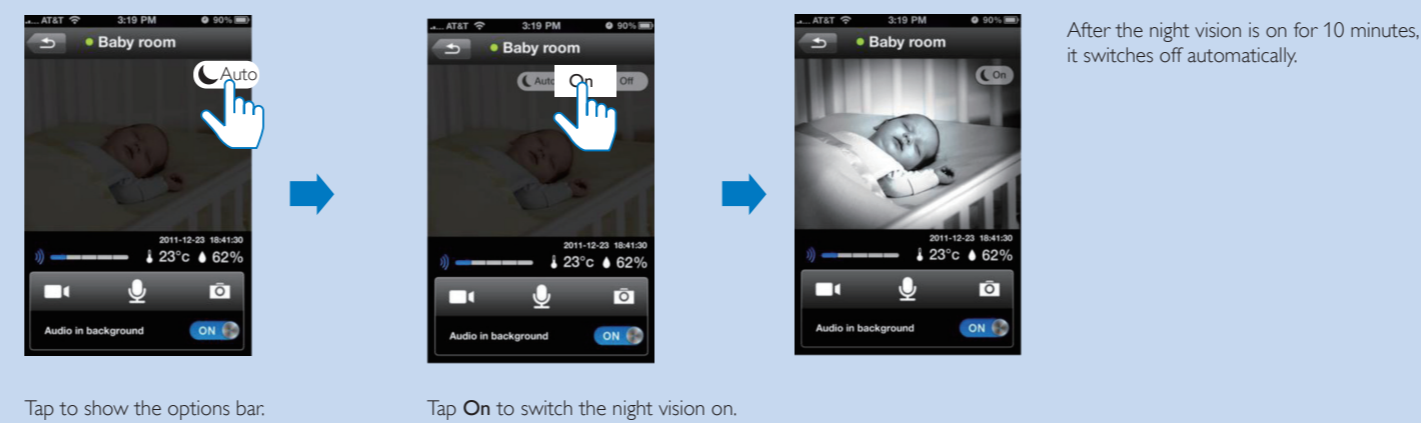 AT&T 3:19 PM 90%
Baby room
Auto
2011-12-23 18:41:30
23°c 62%
Audio in background ON
Tap to show the options bar.
AT&T 3:19 PM 90%
Baby room
Auto On Off
2011-12-23 18:41:30
23°c 62%
Audio in background ON
Tap On to switch the night vision on.
AT&T 3:19 PM 90%
Baby room
On
2011-12-23 18:41:30
23°c 62%
Audio in background ON
After the night vision is on for 10 minutes,
it switches off automatically.